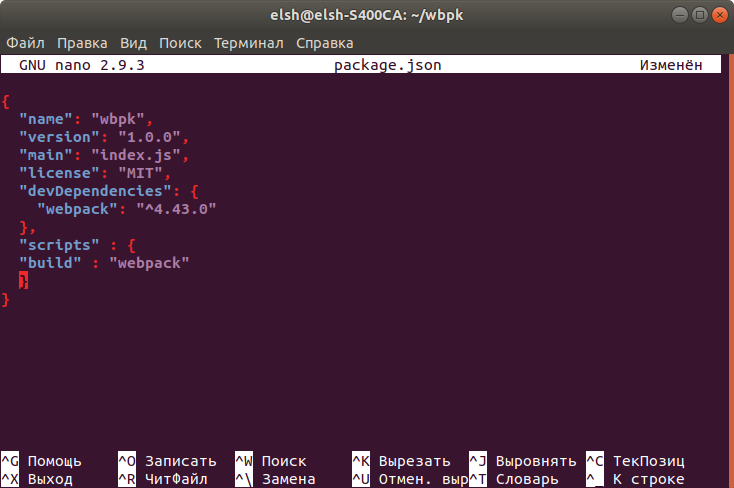 elsh@elsh-S400CA: ~/wbpk
Файл Правка Вид Поиск Терминал Справка
GNU nano 2.9.3 package.json Изменён
{
"name": "wbpk",
"version": "1.0.0",
"main": "index.js",
"license": "MIT",
"devDependencies": {
"webpack": "^4.43.0"
},
"scripts" : {
"build" : "webpack"
}
}
^G Помощь ^O Записать ^W Поиск ^K Вырезать ^J Выровнять ^C ТекПозиц
^X Выход ^R ЧитФайл ^\ Замена ^U Отмен. выр^T Словарь ^_ К строке